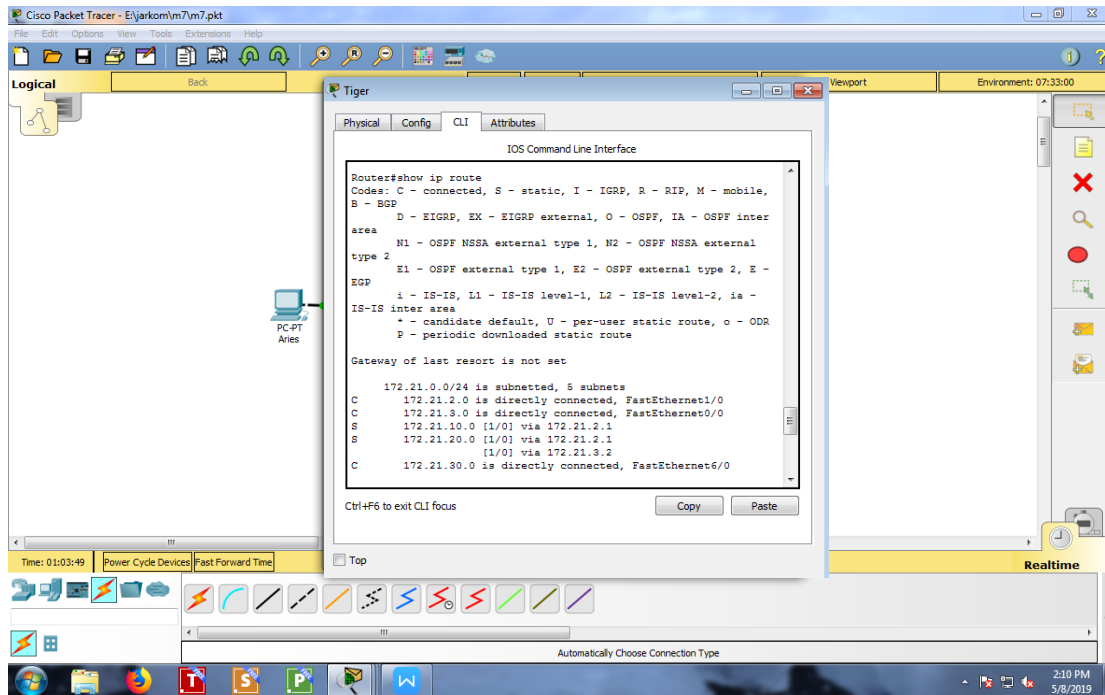 Cisco Packet Tracer - E:\jarkom\m7\m7.pkt
File Edit Options View Tools Extensions Help
Logical
Back
Viewport
Environment: 07:33:00
Tiger
Physical Config CLI Attributes
IOS Command Line Interface
Router#show ip route
Codes: C - connected, S - static, I - IGRP, R - RIP, M - mobile,
B - BGP
D - EIGRP, EX - EIGRP external, O - OSPF, IA - OSPF inter
area
N1 - OSPF NSSA external type 1, N2 - OSPF NSSA external
type 2
E1 - OSPF external type 1, E2 - OSPF external type 2, E -
EGP
i - IS-IS, L1 - IS-IS level-1, L2 - IS-IS level-2, ia -
IS-IS inter area
* - candidate default, U - per-user static route, o - ODR
P - periodic downloaded static route
Gateway of last resort is not set
172.21.0.0/24 is subnetted, 5 subnets
C 172.21.2.0 is directly connected, FastEthernet1/0
C 172.21.3.0 is directly connected, FastEthernet0/0
S 172.21.10.0 [1/0] via 172.21.2.1
S 172.21.20.0 [1/0] via 172.21.2.1
[1/0] via 172.21.3.2
C 172.21.30.0 is directly connected, FastEthernet6/0
Ctrl+F6 to exit CLI focus
Copy
Paste
Top
PC-PT
Aries
Time: 01:03:49
Power Cycle Devices
Fast Forward Time
Realtime
Automatically Choose Connection Type
T
S
P
W
2:10 PM
5/8/2019